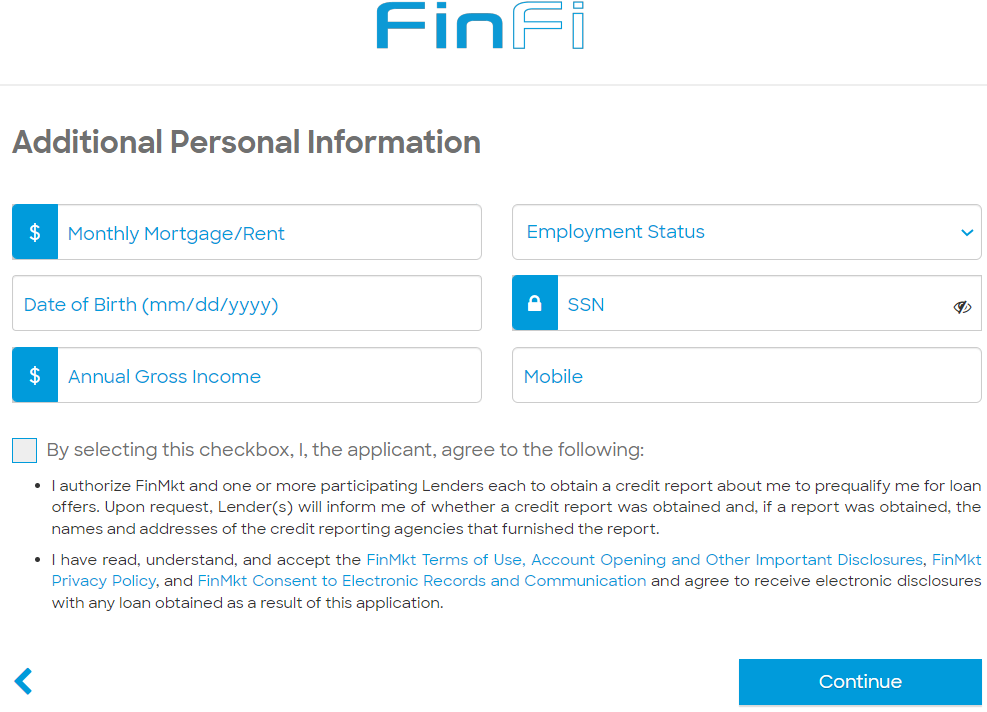 FinFi
Additional Personal Information
$ Monthly Mortgage/Rent
Employment Status
Date of Birth (mm/dd/yyyy)
SSN
$ Annual Gross Income
Mobile
By selecting this checkbox, I, the applicant, agree to the following:
• I authorize FinMkt and one or more participating Lenders each to obtain a credit report about me to prequalify me for loan
offers. Upon request, Lender(s) will inform me of whether a credit report was obtained and, if a report was obtained, the
names and addresses of the credit reporting agencies that furnished the report.
• I have read, understand, and accept the FinMkt Terms of Use, Account Opening and Other Important Disclosures, FinMkt
Privacy Policy, and FinMkt Consent to Electronic Records and Communication and agree to receive electronic disclosures
with any loan obtained as a result of this application.
Continue